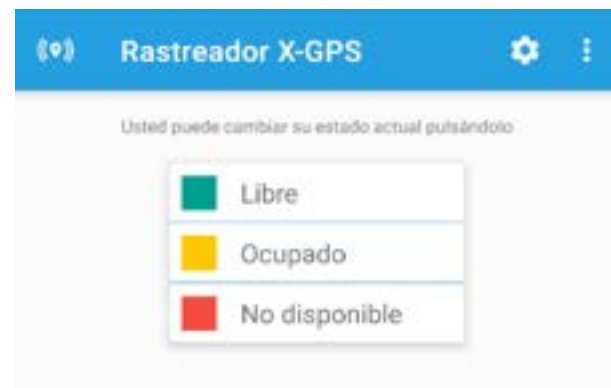 Rastreador X-GPS
Usted puede cambiar su estado actual pulsándolo
Libre
Ocupado
No disponible